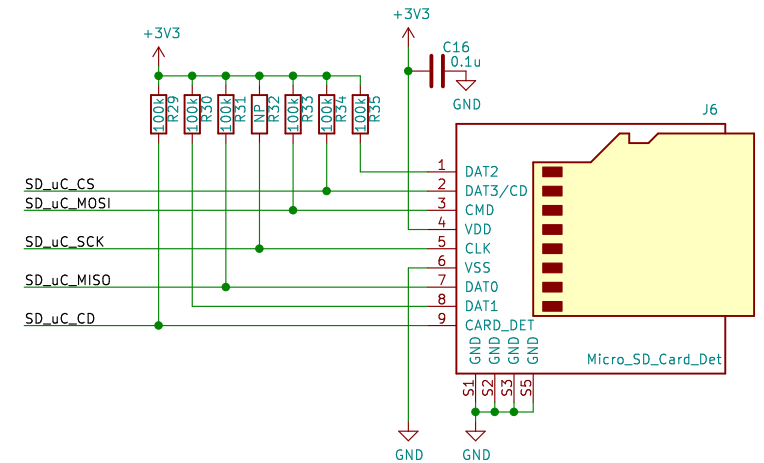 +3V3
+3V3
C16
0.1u
GND
100k
R29
100k
R30
100k
R31
NP
R32
100k
R33
100k
R34
100k
R35
J6
1 DAT2
SD_uC_CS
2 DAT3/CD
SD_uC_MOSI
3 CMD
4 VDD
SD_uC_SCK
5 CLK
6 VSS
SD_uC_MISO
7 DAT0
8 DAT1
SD_uC_CD
9 CARD_DET
GND
GND
GND
GND
Micro_SD_Card_Det
S1
S2
S3
S5
GND
GND